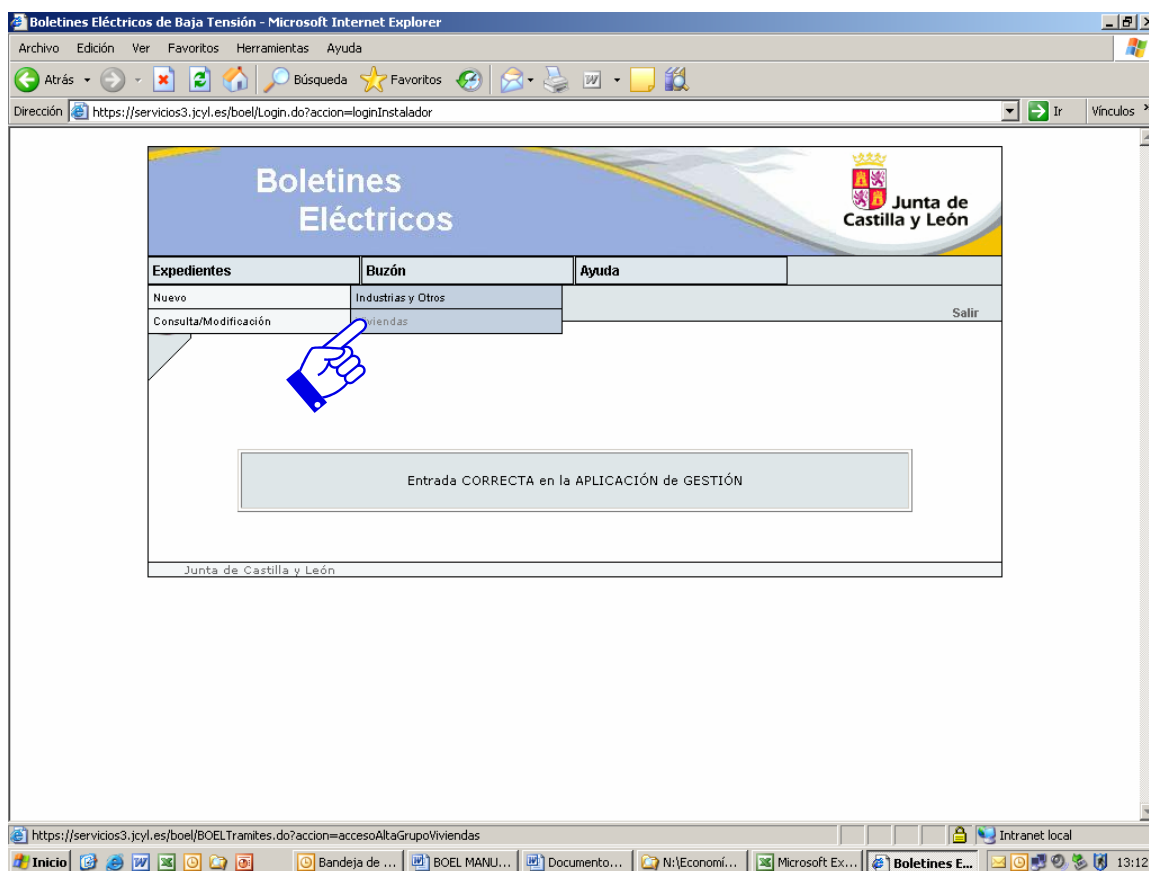 Boletines Eléctricos de Baja Tensión - Microsoft Internet Explorer
Archivo Edición Ver Favoritos Herramientas Ayuda
Atrás Búsqueda Favoritos
Dirección https://servicios3.jcyl.es/boel/Login.do?accion=loginInstalador Ir Vínculos »
Boletines
Eléctricos
Junta de
Castilla y León
Expedientes Buzón Ayuda
Nuevo Industrias y Otros
Salir
Consulta/Modificación Viviendas
Entrada CORRECTA en la APLICACIÓN de GESTIÓN
Junta de Castilla y León
https://servicios3.jcyl.es/boel/BOELTramites.do?accion=accesoAltaGrupoViviendas Intranet local
Inicio Bandeja de ... BOEL MANU... Documento... N:\Economí... Microsoft Ex... Boletines E... 13:12